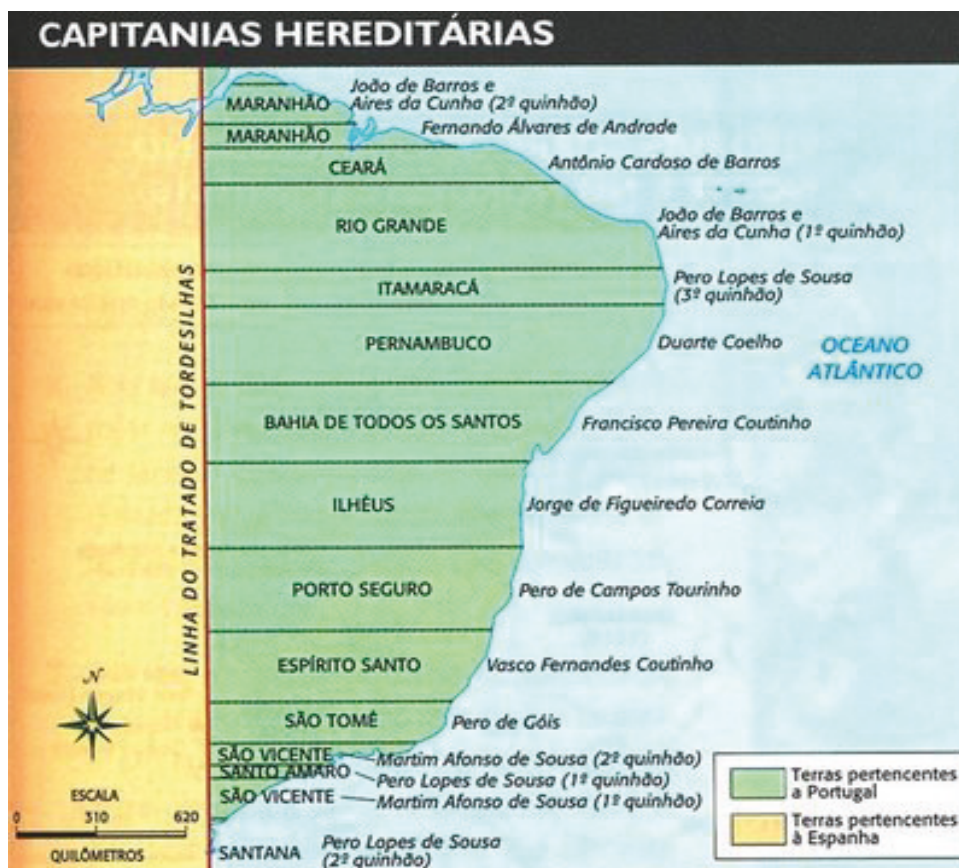 CAPITANIAS HEREDITÁRIAS
João de Barros e
Aires da Cunha (2º quinhão)
MARANHÃO
Fernando Álvares de Andrade
MARANHÃO
CEARÁ
Antônio Cardoso de Barros
RIO GRANDE
João de Barros e
Aires da Cunha (1º quinhão)
ITAMARACÁ
Pero Lopes de Sousa
(3º quinhão)
PERNAMBUCO
Duarte Coelho
OCEANO
ATLÂNTICO
BAHIA DE TODOS OS SANTOS
Francisco Pereira Coutinho
LINHA DO TRATADO DE TORDESILHAS
ILHÉUS
Jorge de Figueiredo Correia
PORTO SEGURO
Pero de Campos Tourinho
ESPÍRITO SANTO
Vasco Fernandes Coutinho
N
SÃO TOMÉ
Pero de Góis
SÃO VICENTE
Martim Afonso de Sousa (2º quinhão)
SANTO AMARO
Pero Lopes de Sousa (1º quinhão)
SÃO VICENTE
Martim Afonso de Sousa (1º quinhão)
SANTANA
Pero Lopes de Sousa
(2º quinhão)
ESCALA
0 310 620
QUILÔMETROS
Terras pertencentes
a Portugal
Terras pertencentes
à Espanha